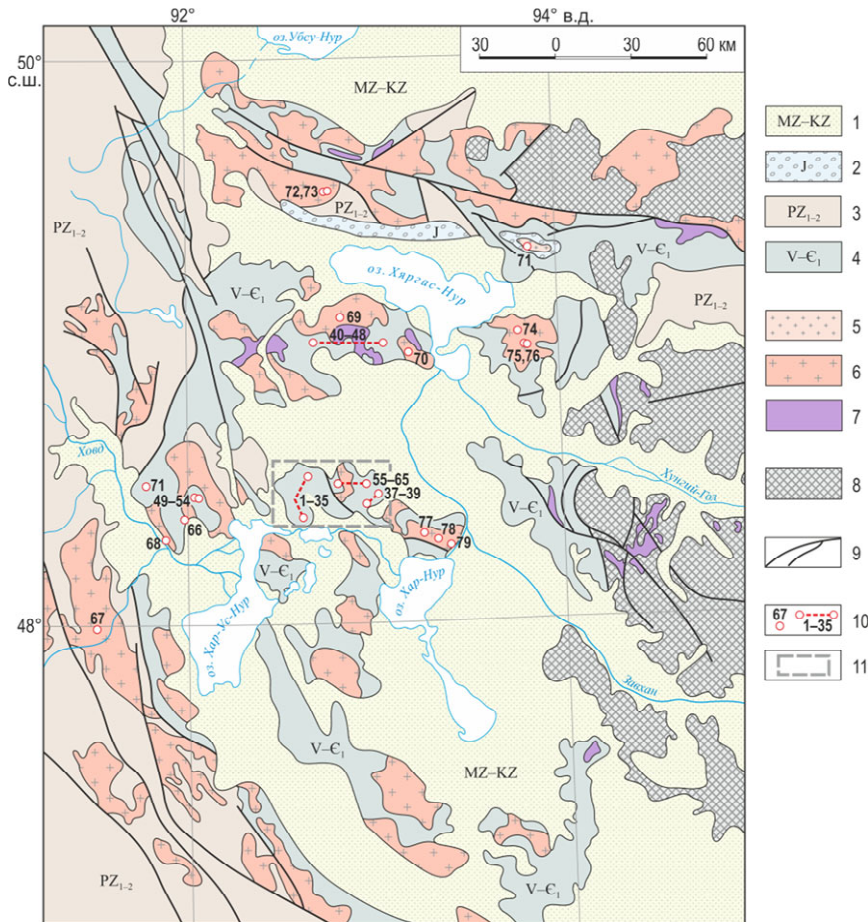 92°
94° в.д.
50°
с.ш.
оз.Убсу-Нур
30 0 30 60 км
MZ–KZ
72,73
PZ₁₋₂
J
PZ₁₋₂
71
V–Є₁
оз. Хяргас-Нур
PZ₁₋₂
V–Є₁
69
40–48
70
74
75,76
Ховд
Хунгий-Гол
71
49–54
66
68
1–35
55–65
37–39
77
78
79
V–Є₁
V–Є₁
оз. Хар-Ус-Нур
оз. Хар-Нур
48°
67
Завхан
V–Є₁
MZ–KZ
PZ₁₋₂
V–Є₁
MZ–KZ 1
J 2
PZ₁₋₂ 3
V–Є₁ 4
5
6
7
8
9
67 1–35 10
11